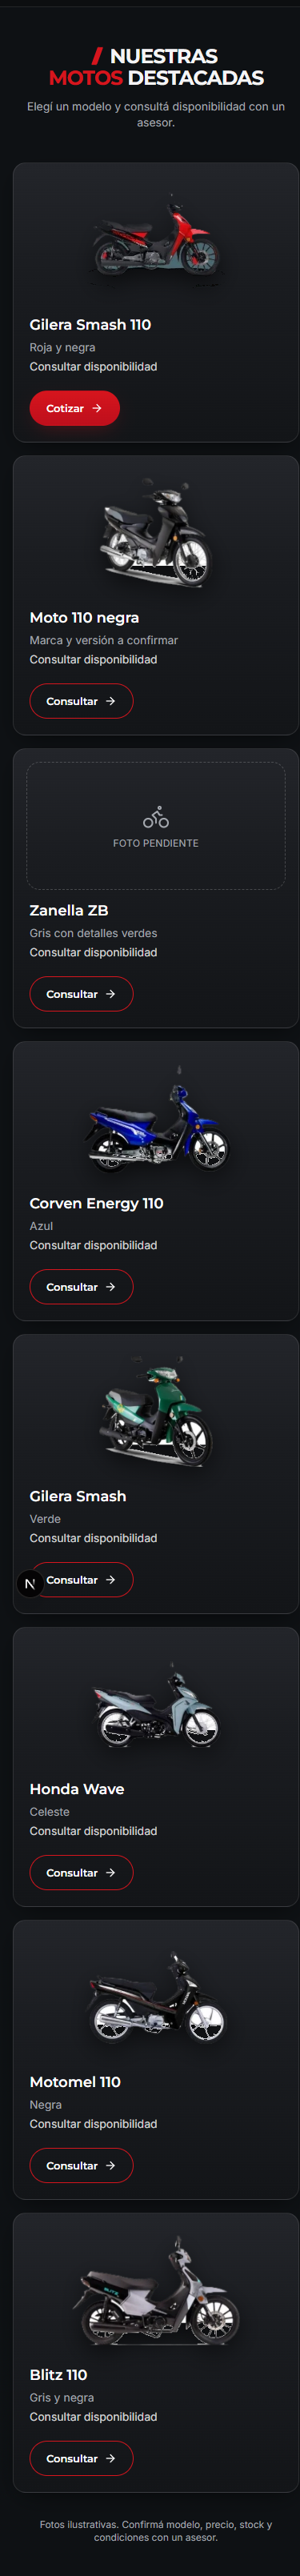 / NUESTRAS
MOTOS DESTACADAS
Elegí un modelo y consultá disponibilidad con un
asesor.
Gilera Smash 110
Roja y negra
Consultar disponibilidad
Cotizar →
Moto 110 negra
Marca y versión a confirmar
Consultar disponibilidad
Consultar →
FOTO PENDIENTE
Zanella ZB
Gris con detalles verdes
Consultar disponibilidad
Consultar →
Corven Energy 110
Azul
Consultar disponibilidad
Consultar →
Gilera Smash
Verde
Consultar disponibilidad
N
Consultar →
Honda Wave
Celeste
Consultar disponibilidad
Consultar →
Motomel 110
Negra
Consultar disponibilidad
Consultar →
BLITZ
Blitz 110
Gris y negra
Consultar disponibilidad
Consultar →
Fotos ilustrativas. Confirmá modelo, precio, stock y
condiciones con un asesor.